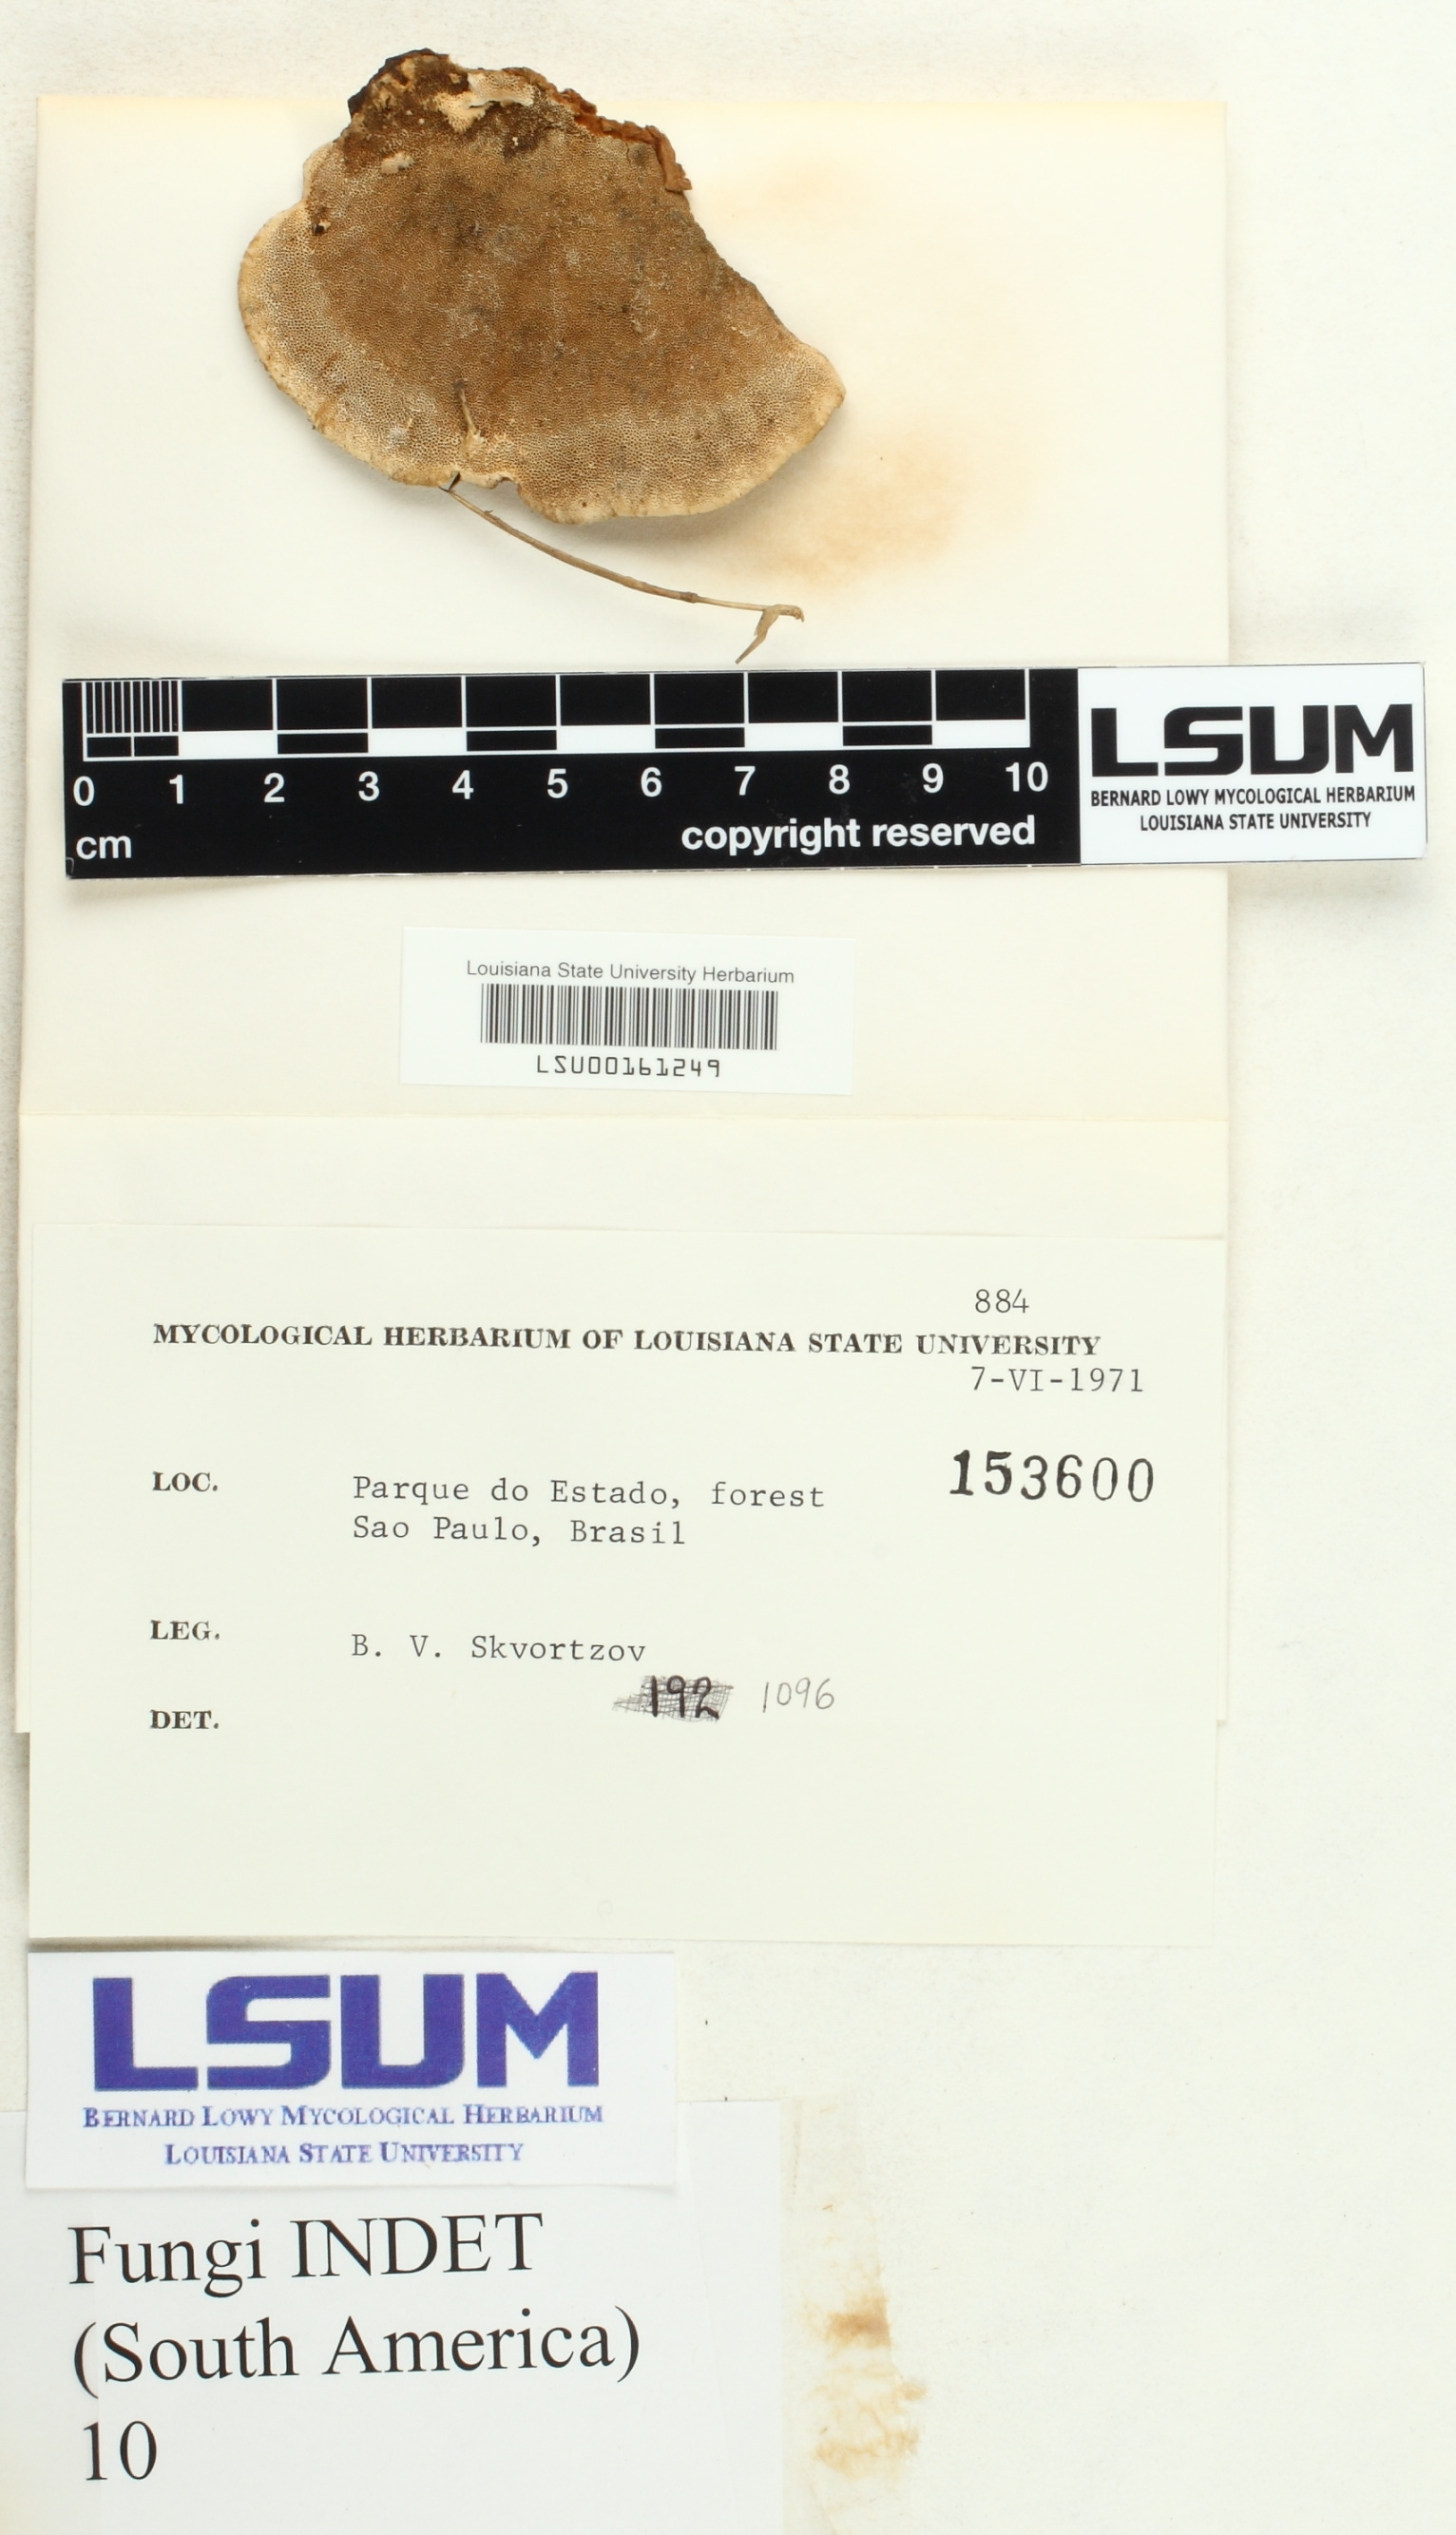 0 1 2 3 4 5 6 7 8 9 10
cm
copyright reserved
LSUM
BERNARD LOWY MYCOLOGICAL HERBARIUM
LOUISIANA STATE UNIVERSITY
Louisiana State University Herbarium
LSU00161249
884
MYCOLOGICAL HERBARIUM OF LOUISIANA STATE UNIVERSITY
7-VI-1971
153600
LOC. Parque do Estado, forest
Sao Paulo, Brasil
LEG. B. V. Skvortzov
192 1096
DET.
LSUM
BERNARD LOWY MYCOLOGICAL HERBARIUM
LOUISIANA STATE UNIVERSITY
Fungi INDET
(South America)
10